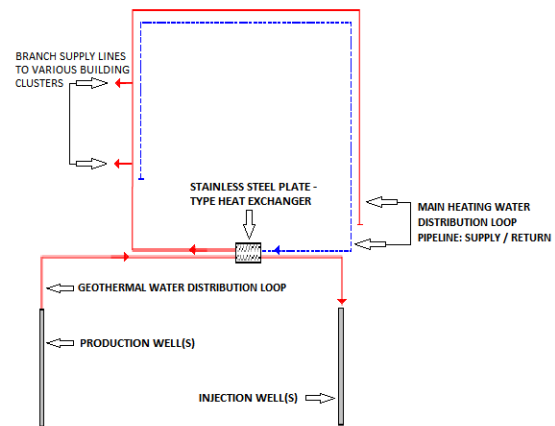 BRANCH SUPPLY LINES
TO VARIOUS BUILDING
CLUSTERS
STAINLESS STEEL PLATE -
TYPE HEAT EXCHANGER
MAIN HEATING WATER
DISTRIBUTION LOOP
PIPELINE: SUPPLY / RETURN
GEOTHERMAL WATER DISTRIBUTION LOOP
PRODUCTION WELL(S)
INJECTION WELL(S)